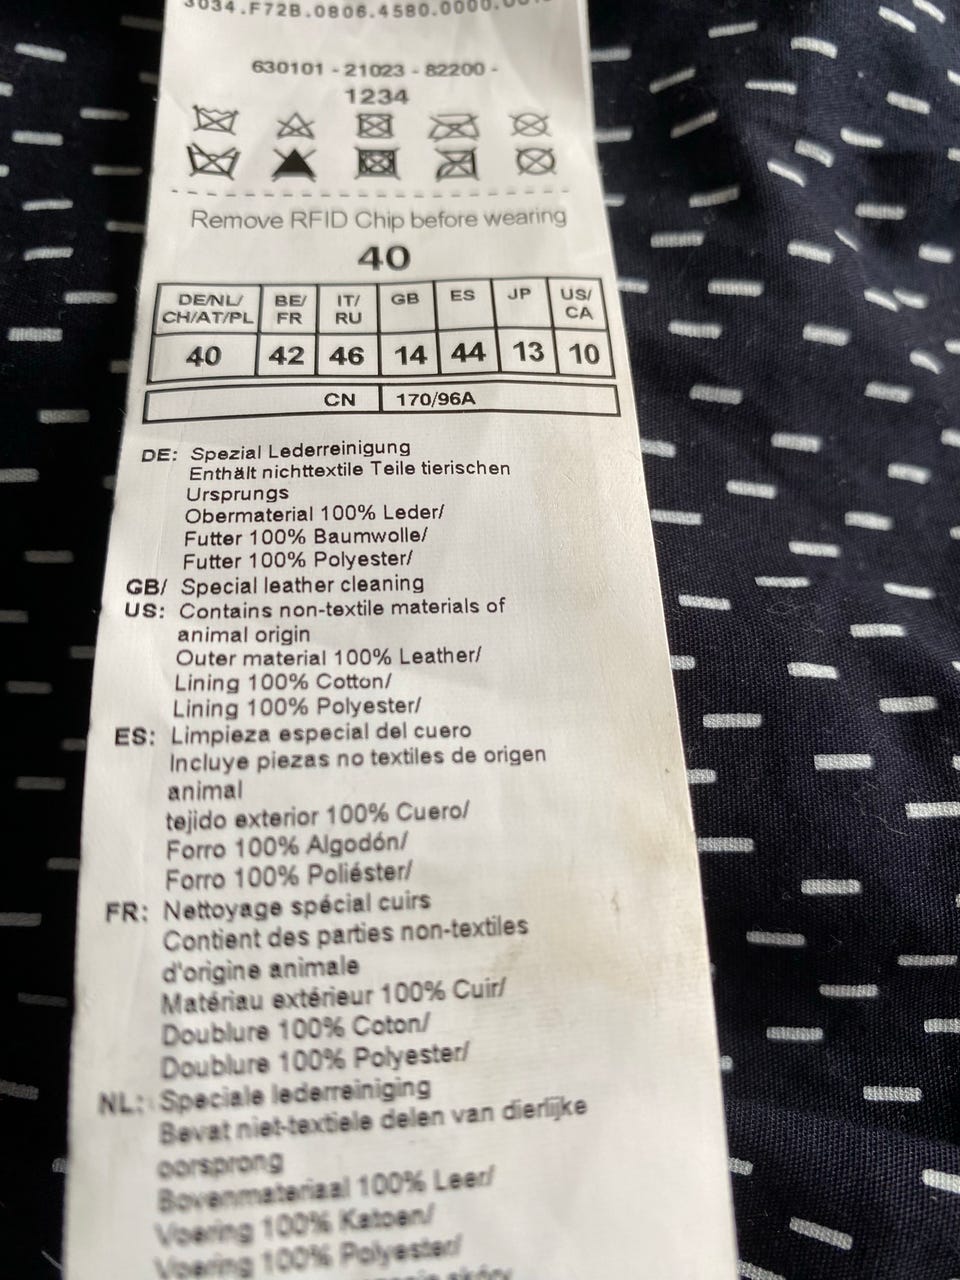 3034.F72B.0806.4580.0000.
630101 - 21023 - 82200 -
1234
Remove RFID Chip before wearing
40
DE/NL/ CH/AT/PL BE/ FR IT/ RU GB ES JP US/ CA
40 42 46 14 44 13 10
CN 170/96A
DE: Spezial Lederreinigung
Enthält nichttextile Teile tierischen
Ursprungs
Obermaterial 100% Leder/
Futter 100% Baumwolle/
Futter 100% Polyester/
GB/ Special leather cleaning
US: Contains non-textile materials of
animal origin
Outer material 100% Leather/
Lining 100% Cotton/
Lining 100% Polyester/
ES: Limpieza especial del cuero
Incluye piezas no textiles de origen
animal
tejido exterior 100% Cuero/
Forro 100% Algodón/
Forro 100% Poliéster/
FR: Nettoyage spécial cuirs
Contient des parties non-textiles
d'origine animale
Matériau extérieur 100% Cuir/
Doublure 100% Coton/
Doublure 100% Polyester/
NL: Speciale lederreiniging
Bevat niet-textiele delen van dierlijke
oorsprong
Bovenmateriaal 100% Leer/
Voering 100% Katoen/
Voering 100% Polyester/
skóry